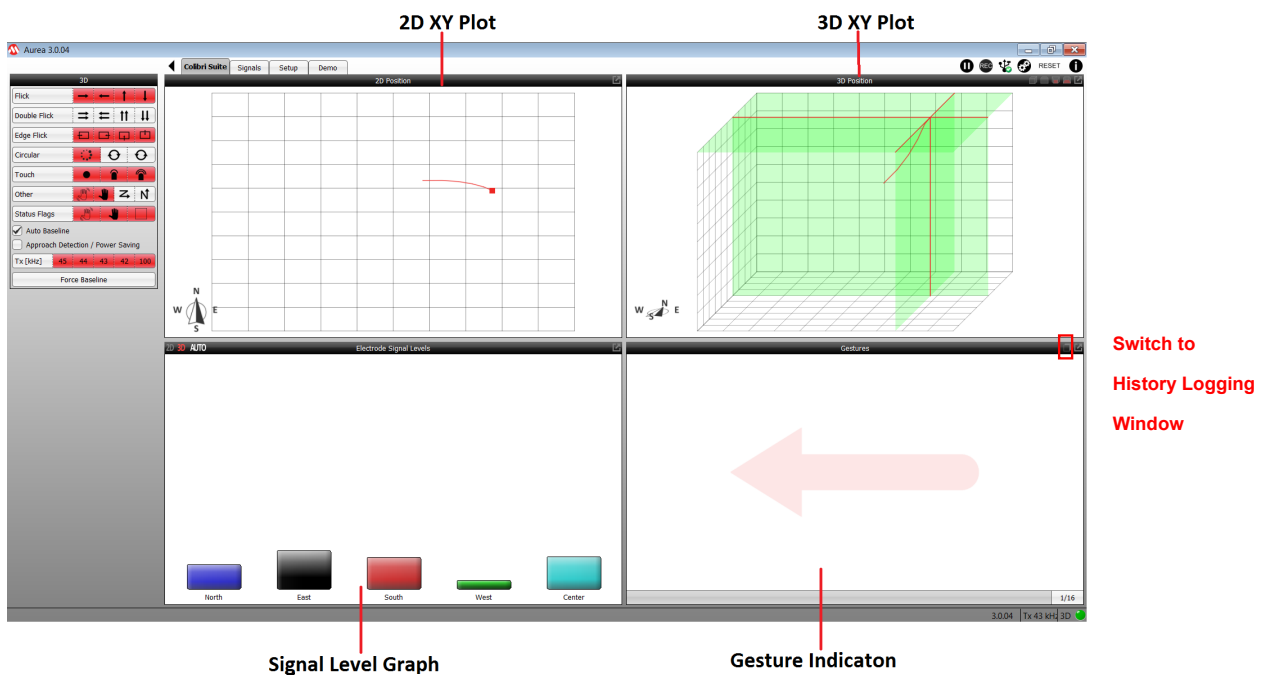 2D XY Plot
3D XY Plot
Aurea 3.0.04
3D
Flick
Double Flick
Edge Flick
Circular
Touch
Other
Status Flags
Auto Baseline
Approach Detection / Power Saving
Tx [kHz] 45 44 43 42 100
Force Baseline
Colibri Suite Signals Setup Demo
REC RESET
2D Position
N
W E
S
3D Position
N
W E
S
2D 3D AUTO Electrode Signal Levels
North East South West Center
Gestures
1/16
Switch to
History Logging
Window
3.0.04 Tx 43 kHz 3D
Signal Level Graph
Gesture Indicaton